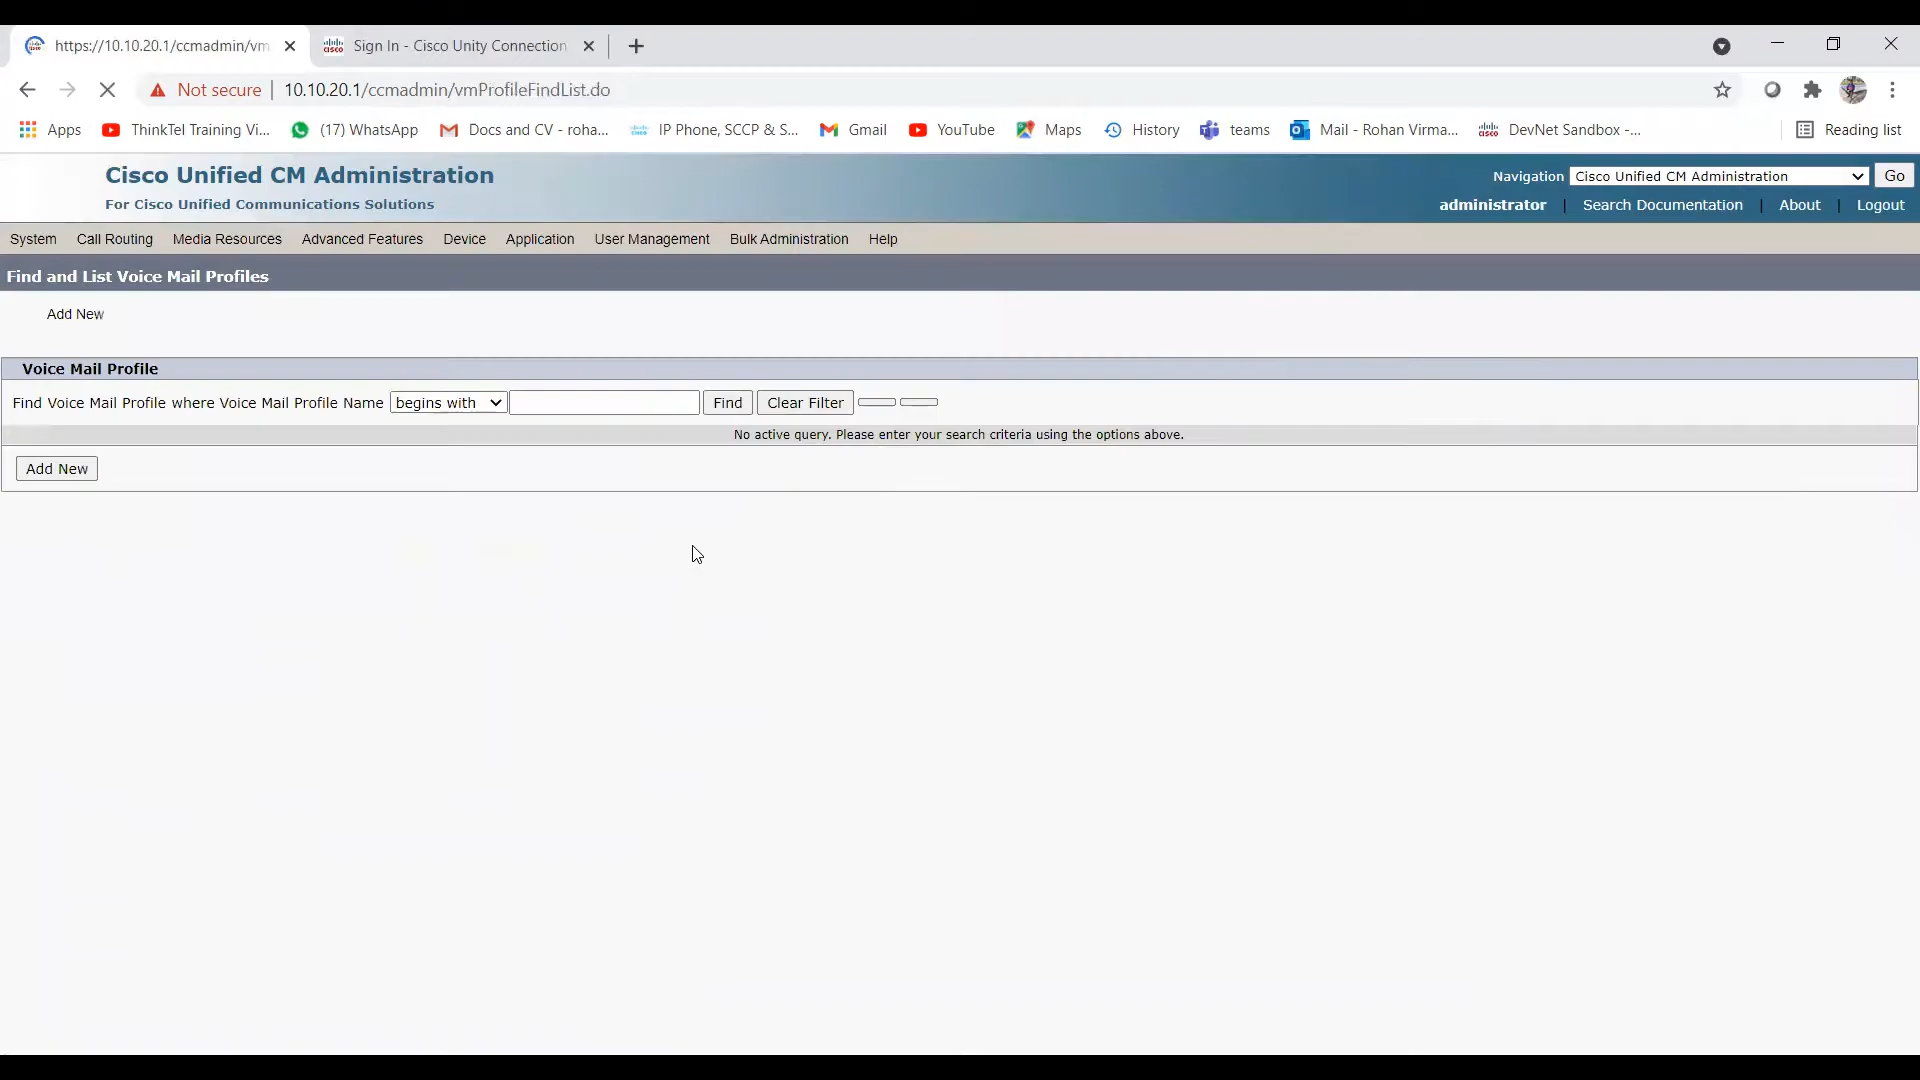 https://10.10.20.1/ccmadmin/vm
Sign In - Cisco Unity Connection
Not secure
10.10.20.1/ccmadmin/vmProfileFindList.do
Apps
ThinkTel Training Vi...
(17) WhatsApp
Docs and CV - roha...
IP Phone, SCCP & S...
Gmail
YouTube
Maps
History
teams
Mail - Rohan Virma...
DevNet Sandbox -...
Reading list
Cisco Unified CM Administration
For Cisco Unified Communications Solutions
Navigation Cisco Unified CM Administration Go
administrator | Search Documentation | About | Logout
System Call Routing Media Resources Advanced Features Device Application User Management Bulk Administration Help
Find and List Voice Mail Profiles
Add New
Voice Mail Profile
Find Voice Mail Profile where Voice Mail Profile Name begins with Find Clear Filter
No active query. Please enter your search criteria using the options above.
Add New